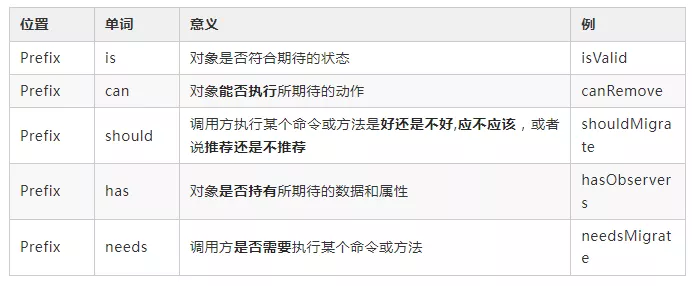 位置 单词 意义 例
Prefix is 对象是否符合期待的状态 isValid
Prefix can 对象能否执行所期待的动作 canRemove
Prefix should 调用方执行某个命令或方法是好还是不好,应不应该，或者 shouldMigra
说推荐还是不推荐 te
Prefix has 对象是否持有所期待的数据和属性 hasObserver
s
Prefix needs 调用方是否需要执行某个命令或方法 needsMigrat
e